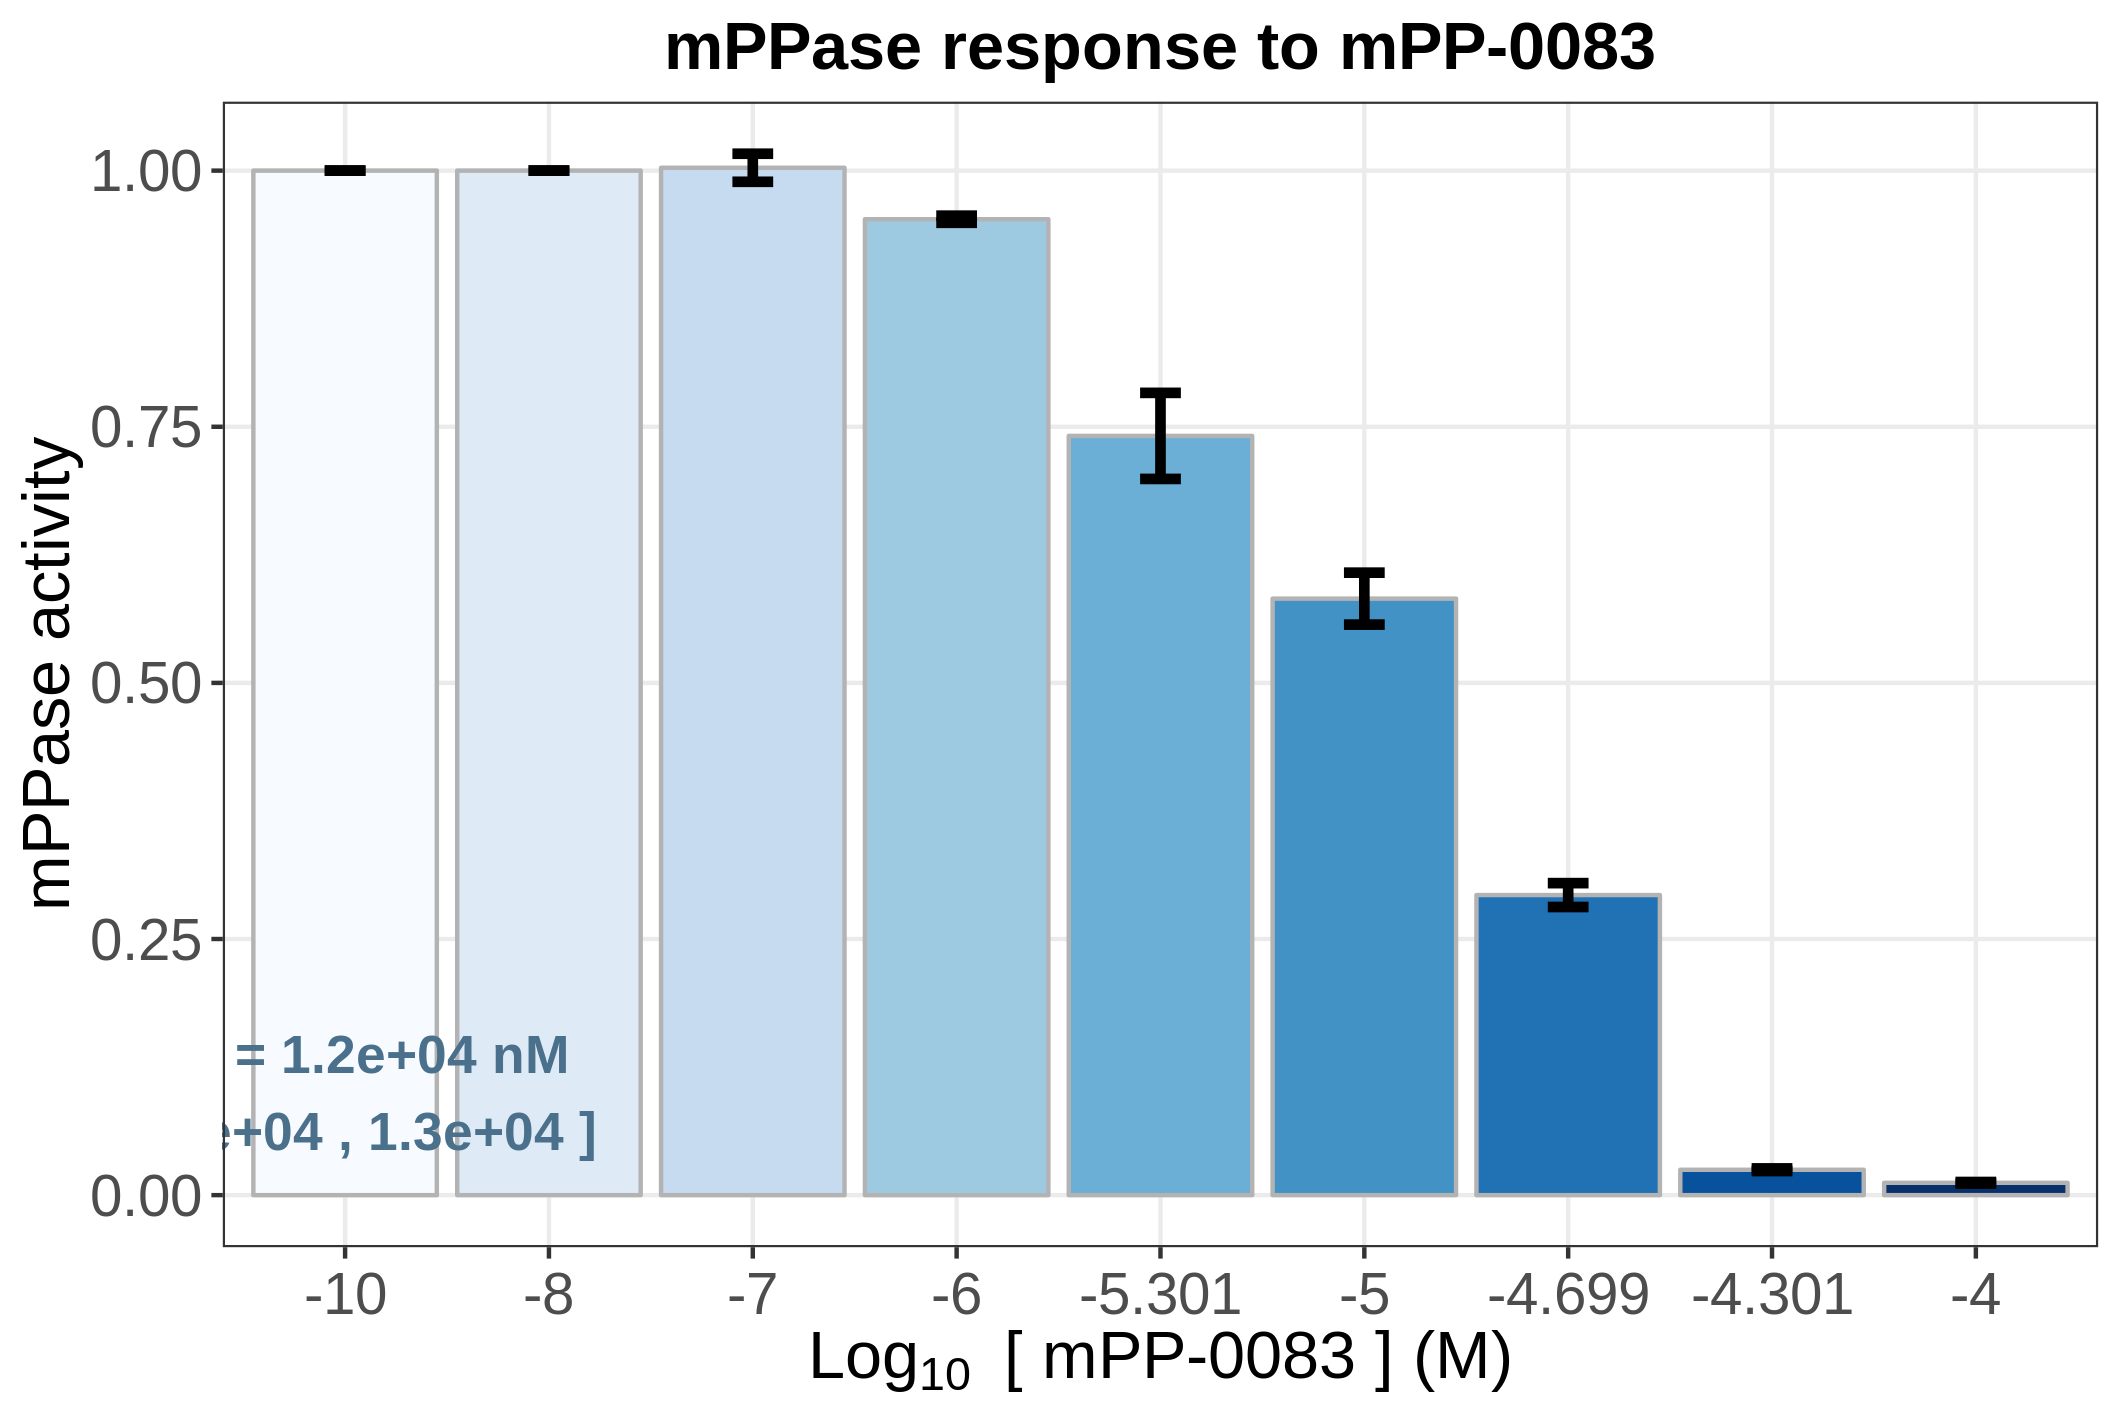 mPPase response to mPP-0083
mPPase activity
1.00
0.75
0.50
0.25
0.00
= 1.2e+04 nM
e+04 , 1.3e+04 ]
-10 -8 -7 -6 -5.301 -5 -4.699 -4.301 -4
Log10 [ mPP-0083 ] (M)